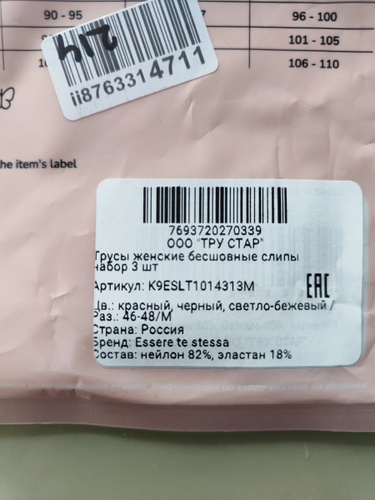 90 - 95
96 - 100
101 - 105
106 - 110
214
ii8763314711
the item's label
7693720270339
ООО "ТРУ СТАР"
Трусы женские бесшовные слипы
набор 3 шт
Артикул: K9ESLT1014313M
Цв.: красный, черный, светло-бежевый /
Раз.: 46-48/М
Страна: Россия
Бренд: Essere te stessa
Состав: нейлон 82%, эластан 18%
EAC